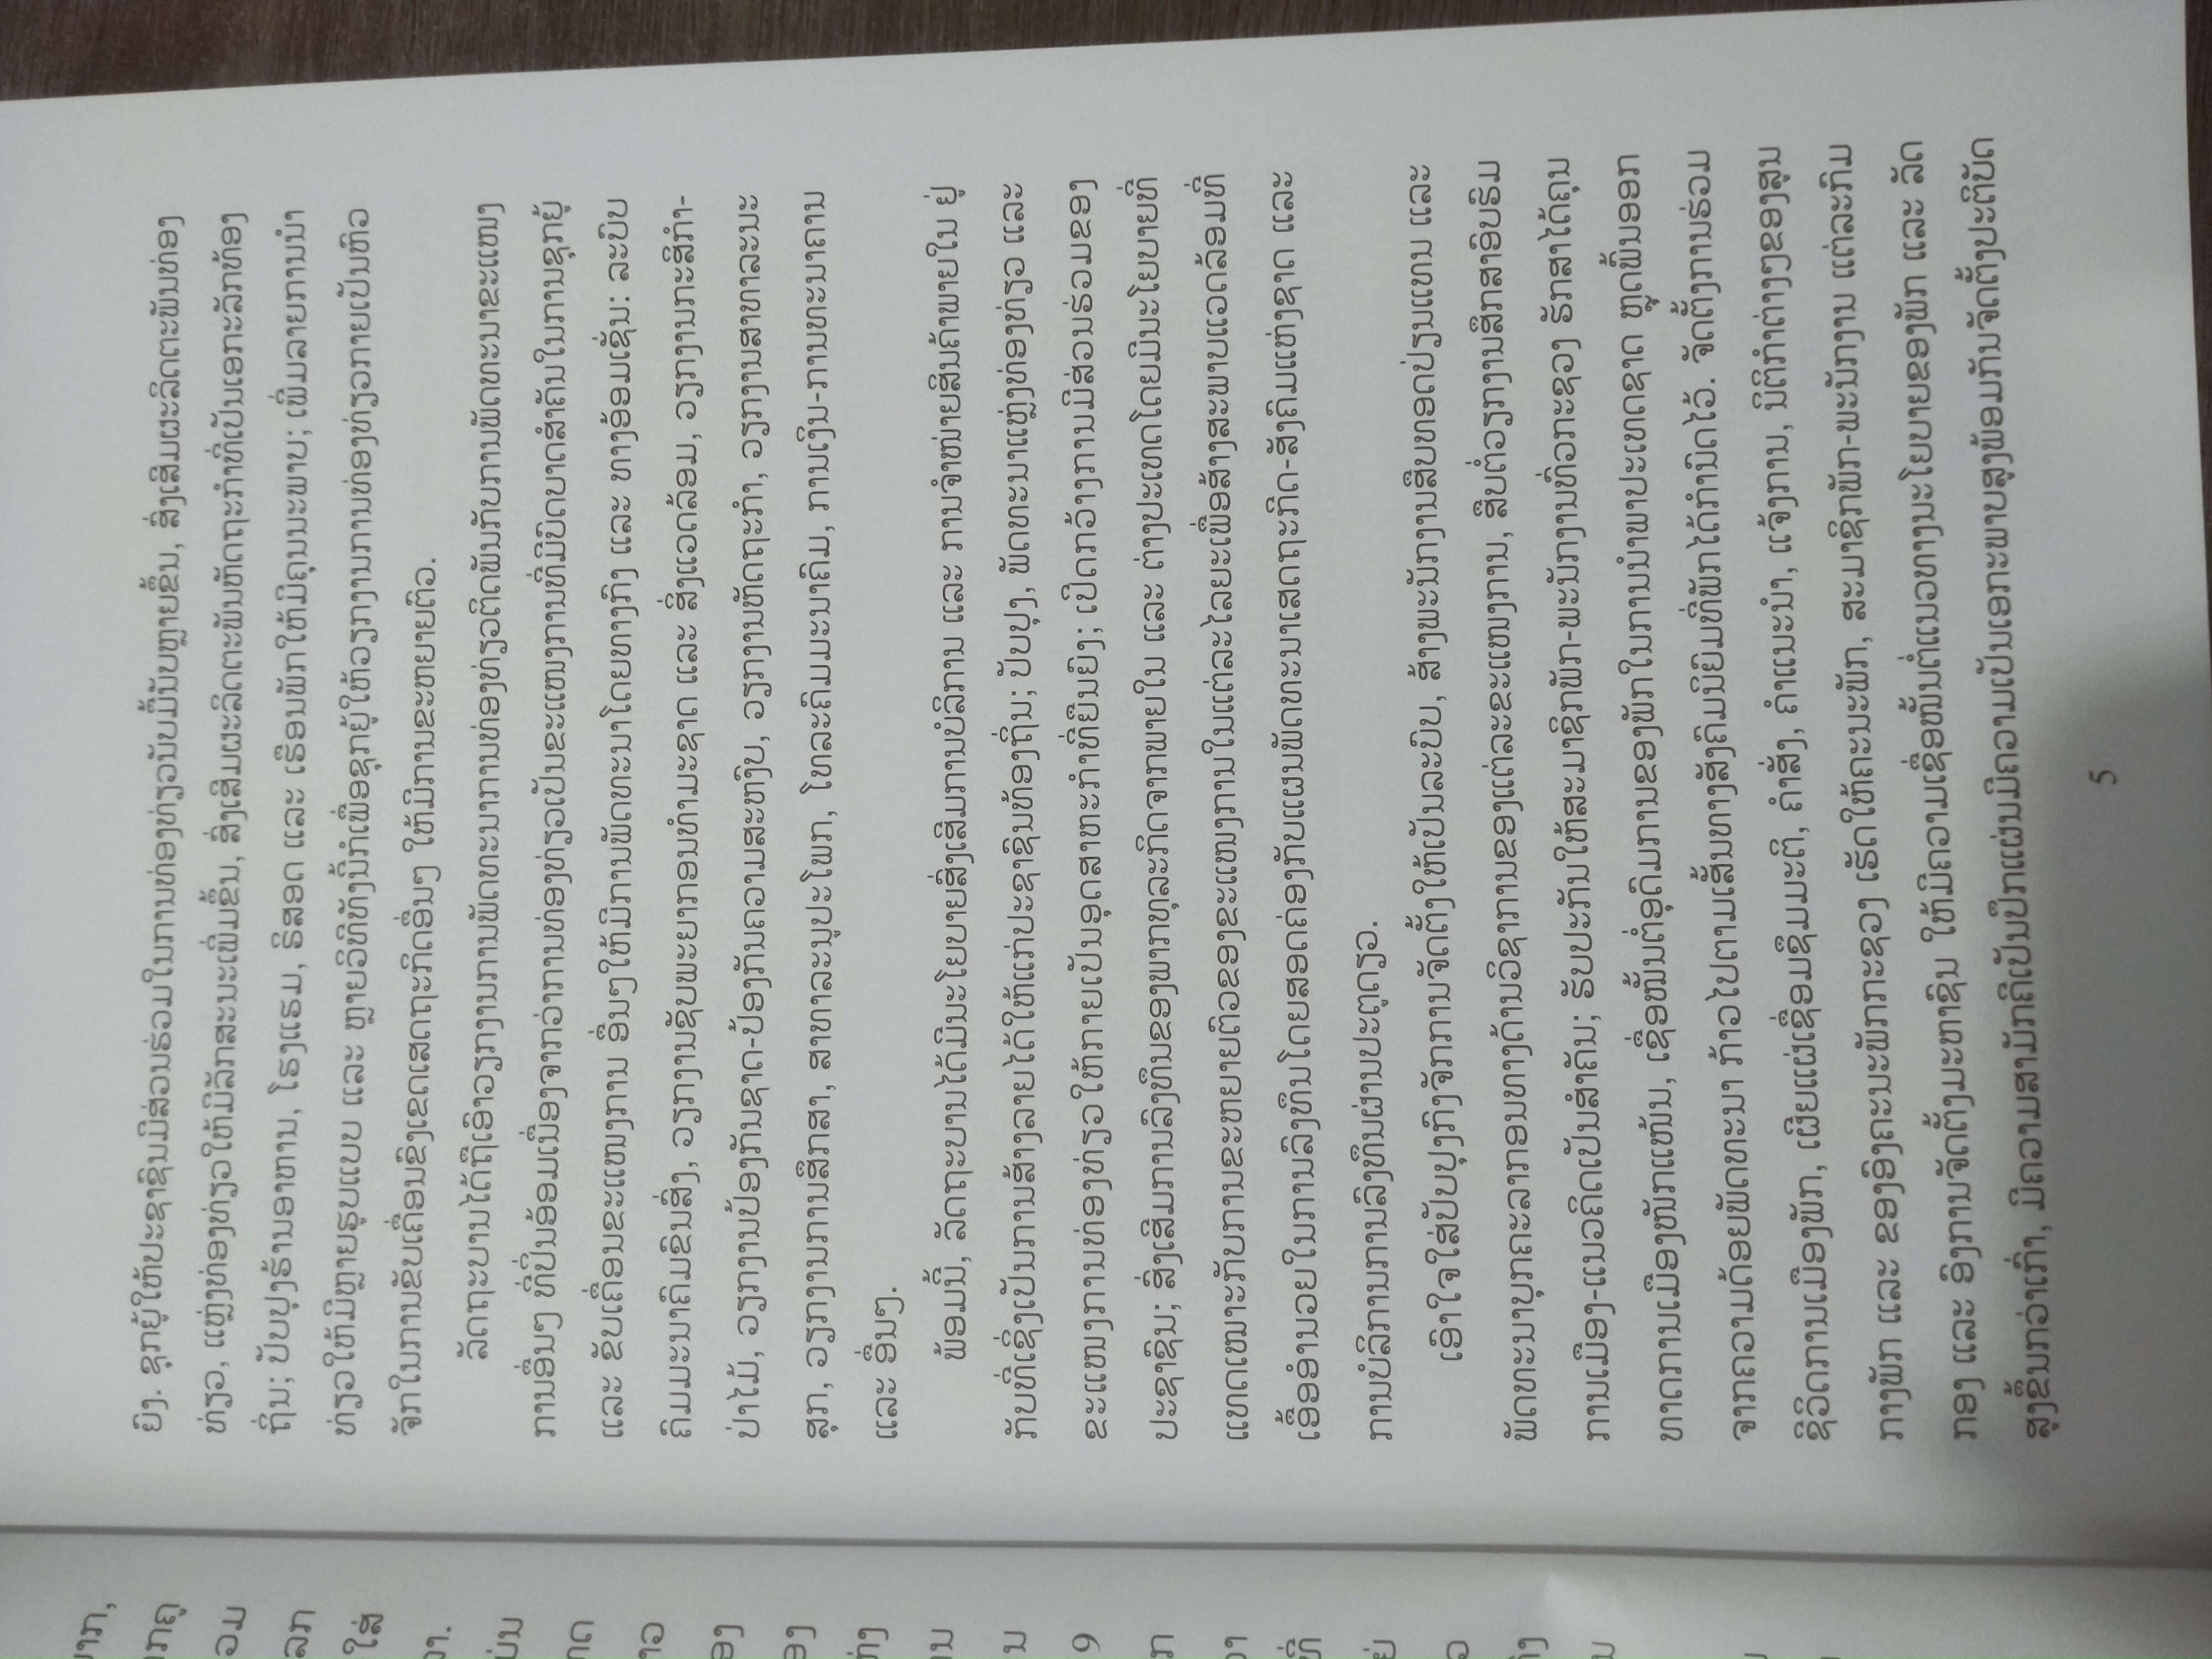 ຍິງ. ຊຸກຍູ້ໃຫ້ປະຊາຊົນມີສ່ວນຮ່ວມໃນການທ່ອງທ່ຽວນັບມື້ນັບຫຼາຍຂຶ້ນ, ສົ່ງເສີມຜະລິດຕະພັນທ່ອງ
ທ່ຽວ, ແຫຼ່ງທ່ອງທ່ຽວໃຫ້ມີລັກສະນະເພີ່ມຂຶ້ນ, ສົ່ງເສີມຜະລິດຕະພັນຫັດຖະກຳທີ່ເປັນເອກະລັກທ້ອງ
ຖິ່ນ; ປັບປຸງຮ້ານອາຫານ, ໂຮງແຮມ, ຣີສອດ ແລະ ເຮືອນພັກໃຫ້ມີຄຸນນະພາບ; ເພີ່ມລາຍການນຳ
ທ່ຽວໃຫ້ມີຫຼາຍຮູບແບບ ແລະ ຫຼາຍວິທີທັງນີ້ກໍເພື່ອຊຸກຍູ້ໃຫ້ວຽກງານການທ່ອງທ່ຽວກາຍເປັນຫົວ
ຈັກໃນການຂັບເຄື່ອນຂົງເຂດເສດຖະກິດອື່ນໆ ໃຫ້ມີການຂະຫຍາຍຕົວ.
ລັດຖະບານໄດ້ຖືເອົາວຽກງານການພັດທະນາການທ່ອງທ່ຽວຕິດພັນກັບການພັດທະນາຂະແໜງ
ການອື່ນໆ ທີ່ປິ່ນອ້ອມເນື່ອງຈາກວ່າການທ່ອງທ່ຽວເປັນຂະແໜງການທີ່ມີບົດບາດສຳຄັນໃນການຊຸກຍູ້
ແລະ ຂັບເຄື່ອນຂະແໜງການ ອື່ນໆໃຫ້ມີການພັດທະນາໂດຍທາງກົງ ແລະ ທາງອ້ອມເຊັ່ນ: ລະບົບ
ຄົມມະນາຄົມຂົນສົ່ງ, ວຽກງານຊັບພະຍາກອນທຳມະຊາດ ແລະ ສິ່ງແວດລ້ອມ, ວຽກງານກະສິກຳ-
ປ່າໄມ້, ວຽກງານປ້ອງກັນຊາດ-ປ້ອງກັນຄວາມສະຫງົບ, ວຽກງານຫັດຖະກຳ, ວຽກງານສາທາລະນະ
ສຸກ, ວຽກງານການສຶກສາ, ສາທາລະນູປະໂພກ, ໂທລະຄົມມະນາຄົມ, ການເງິນ-ການທະນາຄານ
ແລະ ອື່ນໆ.
ພ້ອມນີ້, ລັດຖະບານໄດ້ມີນະໂຍບາຍສົ່ງເສີມການບໍລິການ ແລະ ການຈຳໜ່າຍສິນຄ້າພາຍໃນ ຢູ່
ກັບທີ່ເຊິ່ງເປັນການສ້າງລາຍໄດ້ໃຫ້ແກ່ປະຊາຊົນທ້ອງຖິ່ນ; ປັບປຸງ, ພັດທະນາແຫຼ່ງທ່ອງທ່ຽວ ແລະ
ຂະແໜງການທ່ອງທ່ຽວໃຫ້ກາຍເປັນອຸດສາຫະກຳທີ່ຍືນຍົງ; ເປີດກວ້າງການມີສ່ວນຮ່ວມຂອງ
ປະຊາຊົນ; ສົ່ງເສີມການລົງທຶນຂອງພາກທຸລະກິດຈາກພາຍໃນ ແລະ ຕ່າງປະເທດໂດຍມີນະໂຍບາຍທີ່
ແທດເໝາະກັບການຂະຫຍາຍຕົວຂອງຂະແໜງການໃນແຕ່ລະໄລຍະເພື່ອສ້າງສະພາບແວດລ້ອມທີ່
ເອື້ອອຳນວຍໃນການລົງທຶນໂດຍສອດຄ່ອງກັບແຜນພັດທະນາເສດຖະກິດ-ສັງຄົມແຫ່ງຊາດ ແລະ
ການບໍລິການການລົງທຶນຜ່ານປະຕູດຽວ.
ເອົາໃຈໃສ່ປັບປຸງກົງຈັກການຈັດຕັ້ງໃຫ້ເປັນລະບົບ, ສ້າງພະນັກງານສືບທອດປ່ຽນແທນ ແລະ
ພັດທະນາບຸກຄະລາກອນທາງດ້ານວິຊາການຂອງແຕ່ລະຂະແໜງການ, ສືບຕໍ່ວຽກງານສຶກສາອົບຮົມ
ການເມືອງ-ແນວຄິດເປັນສຳຄັນ; ຮັບປະກັນໃຫ້ສະມາຊິກພັກ-ພະນັກງານທົ່ວກະຊວງ ຮັກສາໄດ້ຄຸນ
ທາດການເມືອງໜັກແໜ້ນ, ເຊື່ອໝັ້ນຕໍ່ອຸດົມການຂອງພັກໃນການນຳພາປະເທດຊາດ ຫຼຸດພົ້ນອອກ
ຈາກຄວາມດ້ອຍພັດທະນາ ກ້າວໄປຕາມເສັ້ນທາງສັງຄົມນິຍົມທີ່ພັກໄດ້ກຳນົດໄວ້. ຈັດຕັ້ງການຮ່ວມ
ຊີວິດການເມືອງພັກ, ເຜີຍແຜ່ເຊື່ອມຊຶມມະຕິ, ຄຳສັ່ງ, ຄຳແນະນຳ, ແຈ້ງການ, ນິຕິກຳຕ່າງໆຂອງສູນ
ກາງພັກ ແລະ ຂອງອົງຄະນະພັກກະຊວງ ເຮັດໃຫ້ຄະນະພັກ, ສະມາຊິກພັກ-ພະນັກງານ ແຕ່ລະກົມ
ກອງ ແລະ ອົງການຈັດຕັ້ງມະຫາຊົນ ໃຫ້ມີຄວາມເຊື່ອໝັ້ນຕໍ່ແນວທາງນະໂຍບາຍຂອງພັກ ແລະ ລັດ
ສູງຂຶ້ນກວ່າເກົ່າ, ມີຄວາມສາມັກຄີເປັນປຶກແຜ່ນມີຄວາມເປັນເອກະພາບສູງພ້ອມກັນຈັດຕັ້ງປະຕິບັດ
5